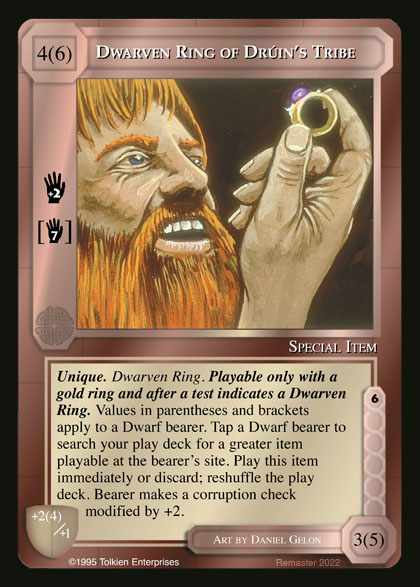 4(6)
Dwarven Ring of Drúin's Tribe
+2
[7]
Special Item
Unique. Dwarven Ring. Playable only with a
gold ring and after a test indicates a Dwarven
Ring. Values in parentheses and brackets
apply to a Dwarf bearer. Tap a Dwarf bearer to
search your play deck for a greater item
playable at the bearer's site. Play this item
immediately or discard; reshuffle the play
deck. Bearer makes a corruption check
modified by +2.
6
+2(4)
/+1
Art by Daniel Gelon
3(5)
©1995 Tolkien Enterprises
Remaster 2022